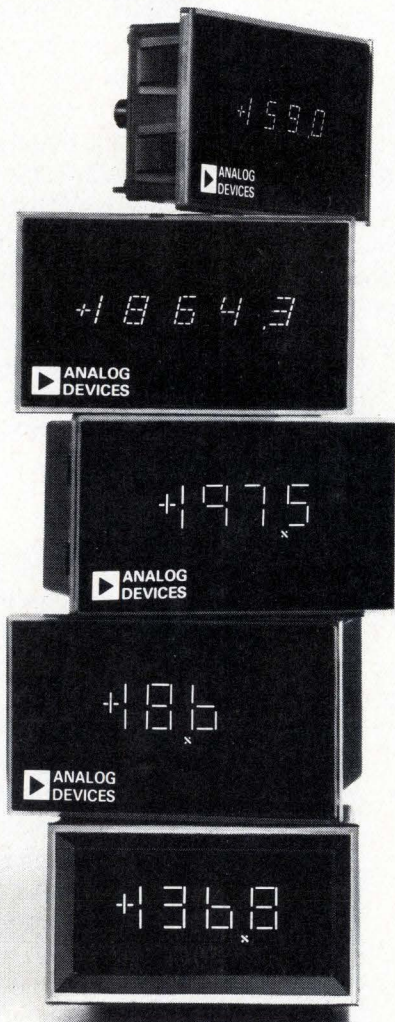 +159.0
ANALOG
DEVICES
+1864.3
ANALOG
DEVICES
+197.5
ANALOG
DEVICES
+18.6
ANALOG
DEVICES
+136.8